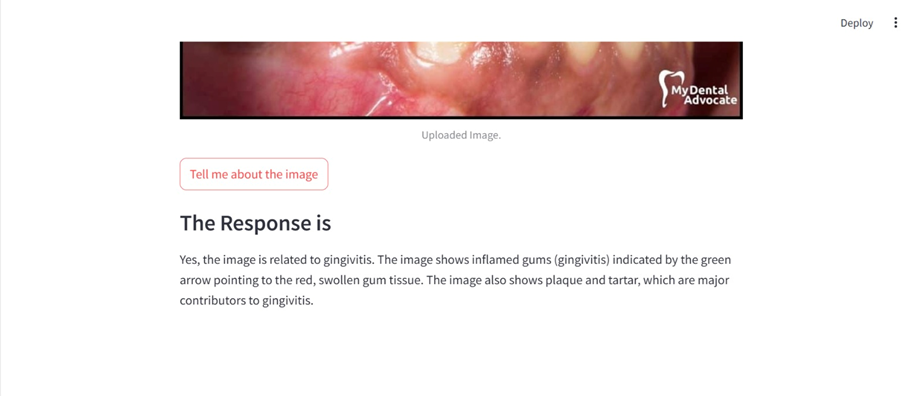 Deploy
My Dental
Advocate
Uploaded Image.
Tell me about the image
The Response is
Yes, the image is related to gingivitis. The image shows inflamed gums (gingivitis) indicated by the green
arrow pointing to the red, swollen gum tissue. The image also shows plaque and tartar, which are major
contributors to gingivitis.